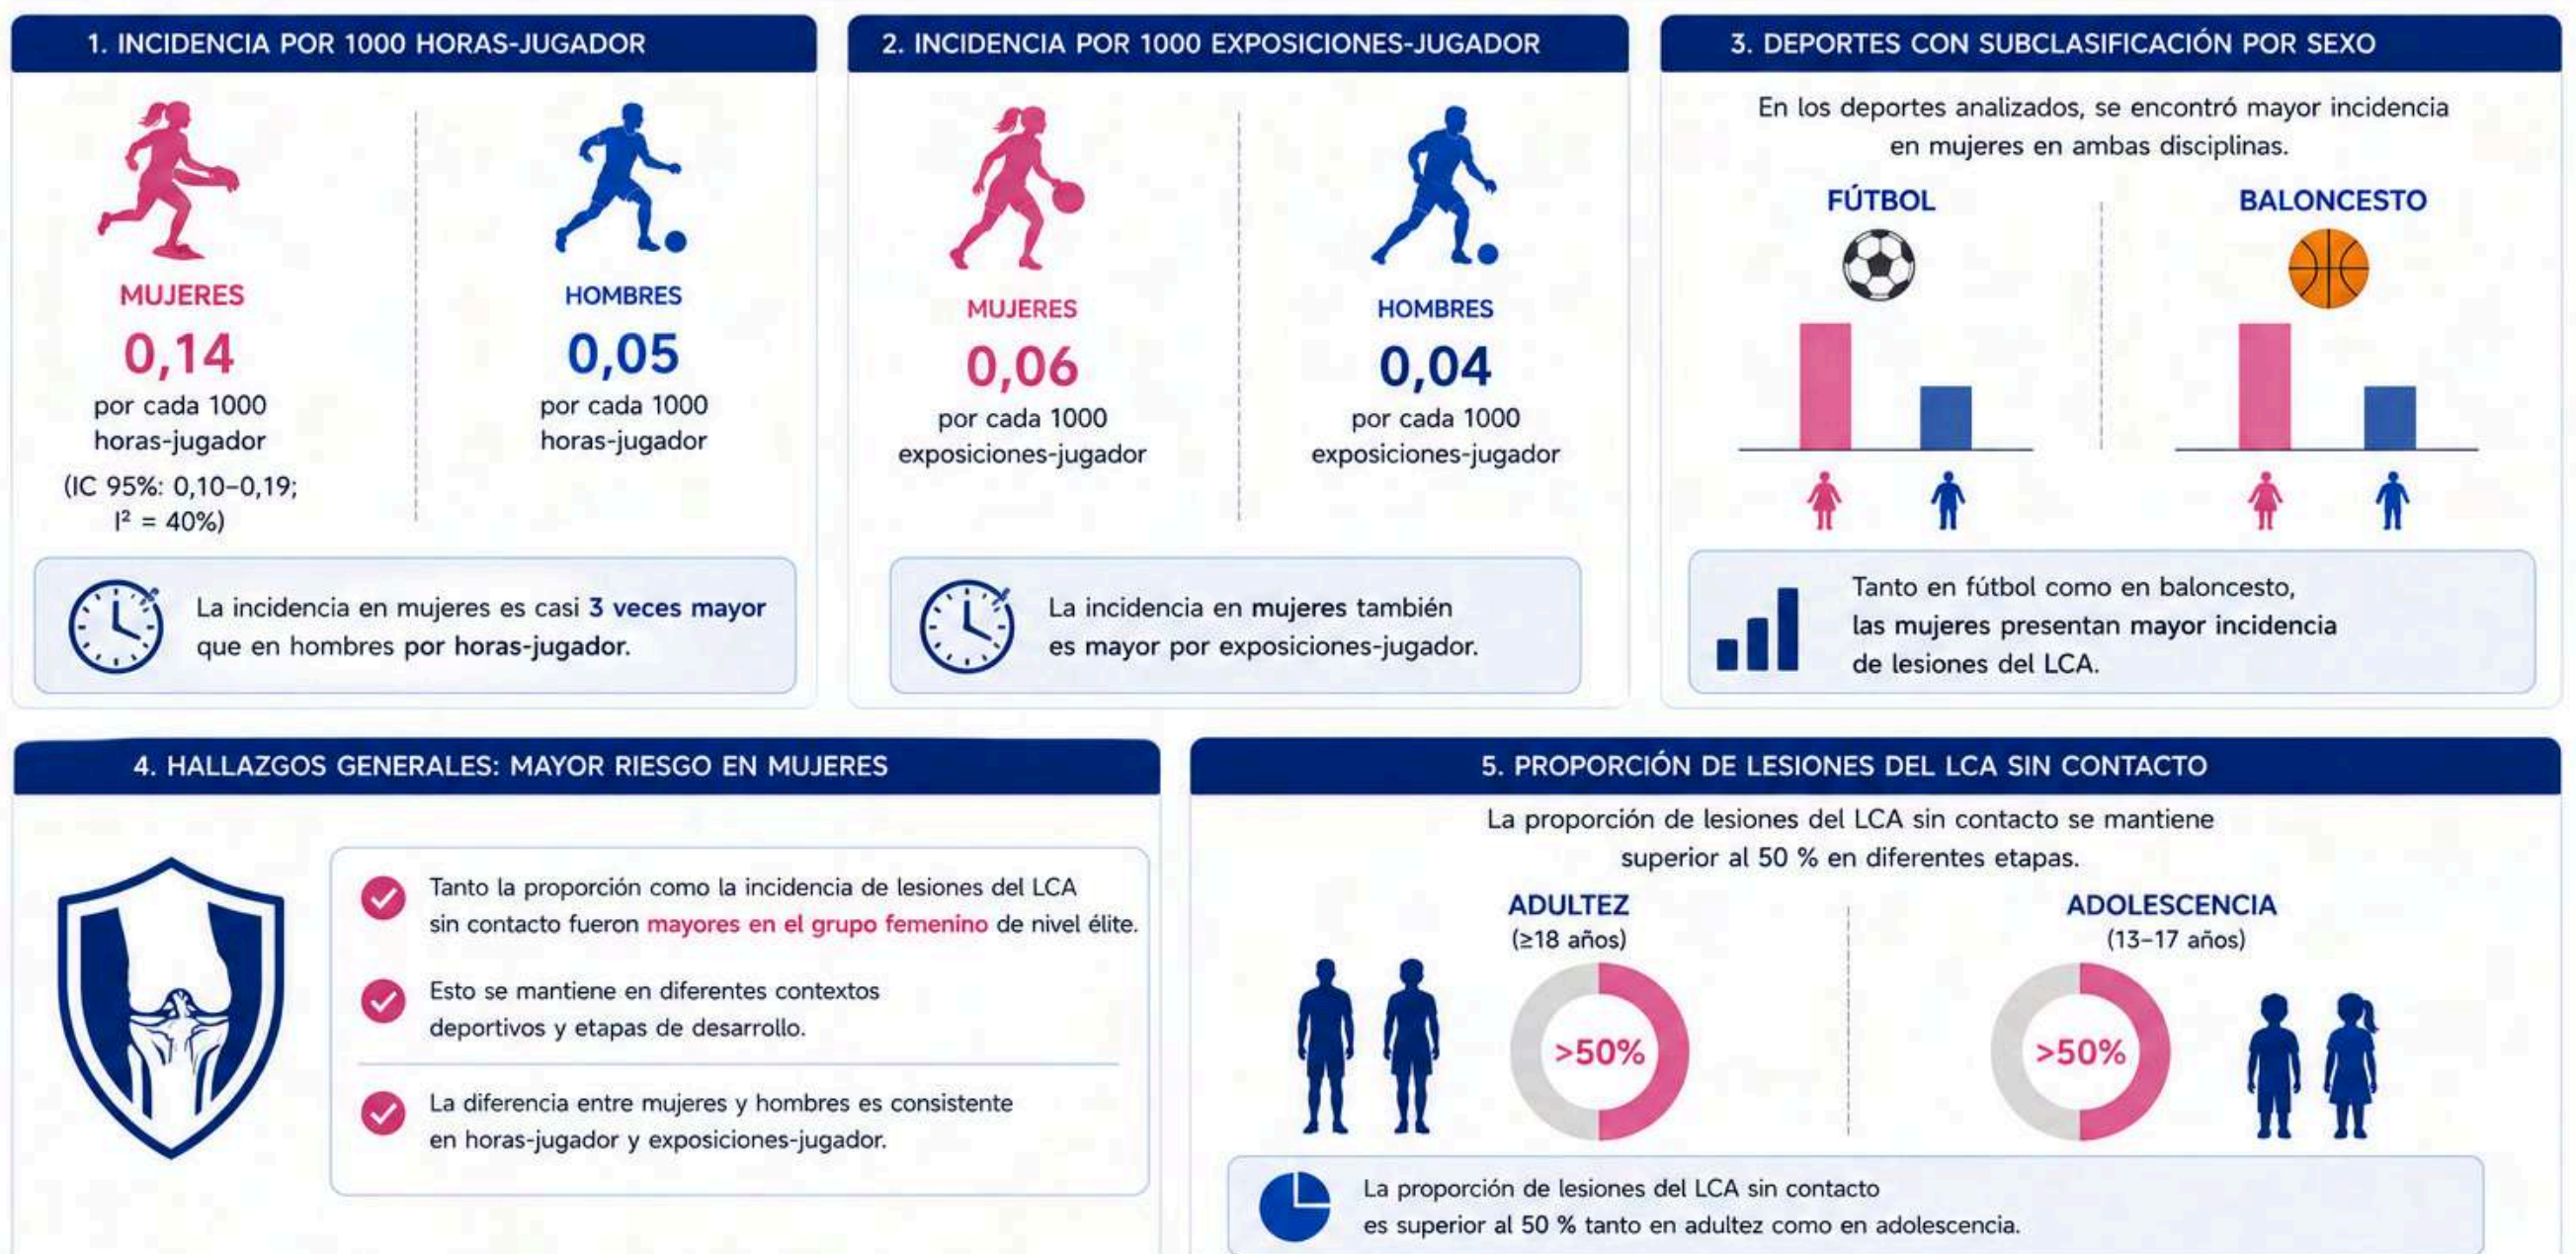 1. INCIDENCIA POR 1000 HORAS-JUGADOR
MUJERES
0,14
por cada 1000
horas-jugador
(IC 95%: 0,10–0,19;
I² = 40%)
HOMBRES
0,05
por cada 1000
horas-jugador
La incidencia en mujeres es casi 3 veces mayor
que en hombres por horas-jugador.
2. INCIDENCIA POR 1000 EXPOSICIONES-JUGADOR
MUJERES
0,06
por cada 1000
exposiciones-jugador
HOMBRES
0,04
por cada 1000
exposiciones-jugador
La incidencia en mujeres también
es mayor por exposiciones-jugador.
3. DEPORTES CON SUBCLASIFICACIÓN POR SEXO
En los deportes analizados, se encontró mayor incidencia
en mujeres en ambas disciplinas.
FÚTBOL
BALONCESTO
Tanto en fútbol como en baloncesto,
las mujeres presentan mayor incidencia
de lesiones del LCA.
4. HALLAZGOS GENERALES: MAYOR RIESGO EN MUJERES
Tanto la proporción como la incidencia de lesiones del LCA
sin contacto fueron mayores en el grupo femenino de nivel élite.
Esto se mantiene en diferentes contextos
deportivos y etapas de desarrollo.
La diferencia entre mujeres y hombres es consistente
en horas-jugador y exposiciones-jugador.
5. PROPORCIÓN DE LESIONES DEL LCA SIN CONTACTO
La proporción de lesiones del LCA sin contacto se mantiene
superior al 50 % en diferentes etapas.
ADULTEZ
(≥18 años)
>50%
ADOLESCENCIA
(13–17 años)
>50%
La proporción de lesiones del LCA sin contacto
es superior al 50 % tanto en adultez como en adolescencia.